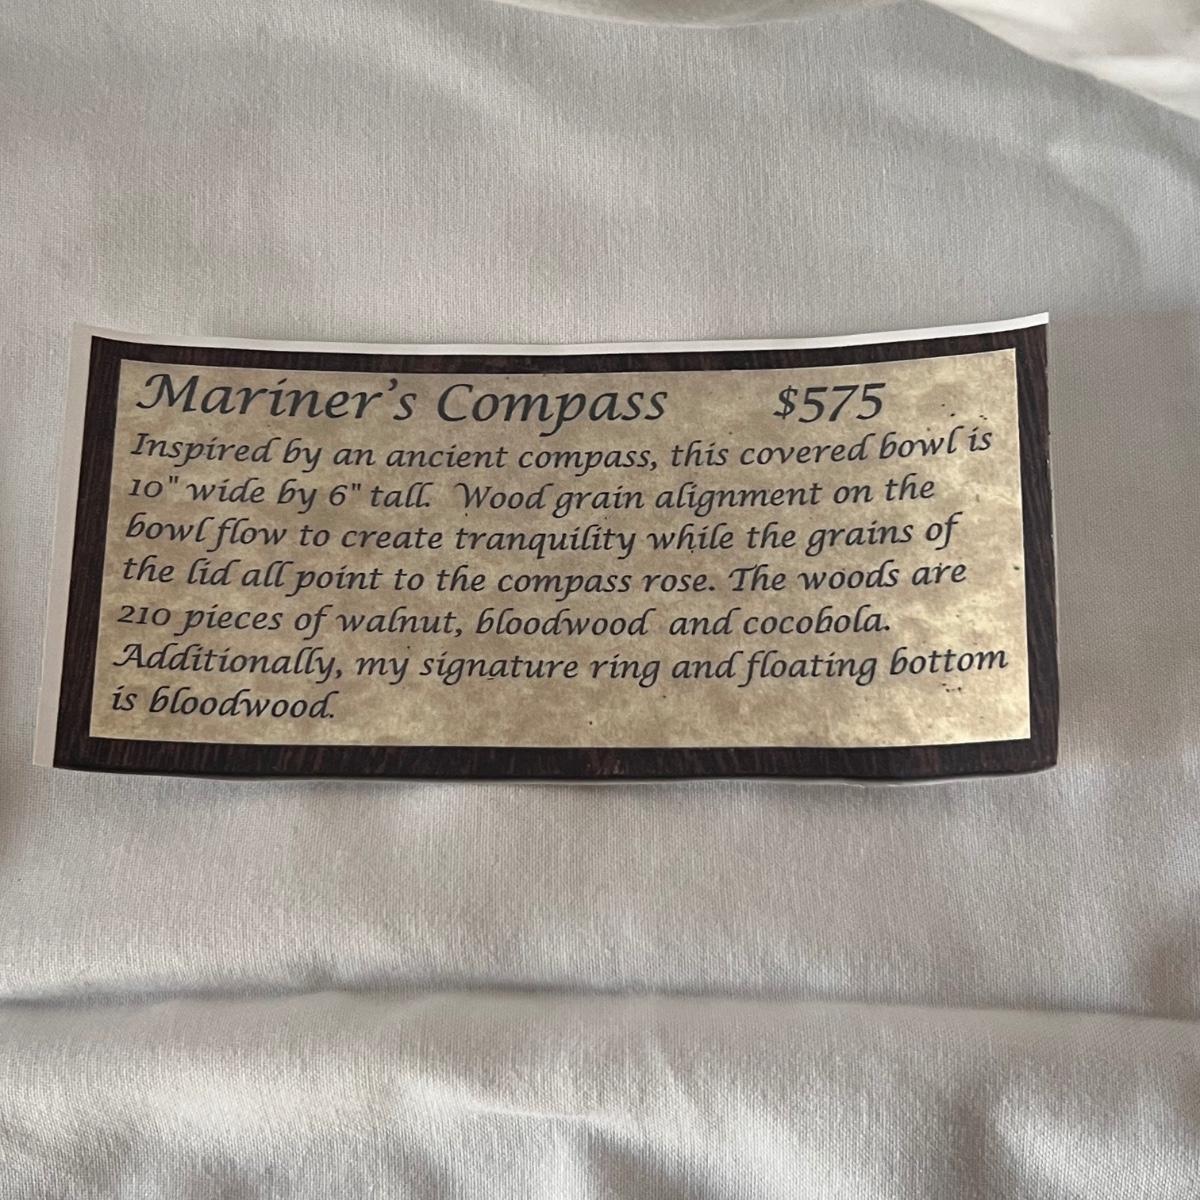 Mariner's Compass $575
Inspired by an ancient compass, this covered bowl is
10" wide by 6" tall. Wood grain alignment on the
bowl flow to create tranquility while the grains of
the lid all point to the compass rose. The woods are
210 pieces of walnut, bloodwood and cocobola.
Additionally, my signature ring and floating bottom
is bloodwood.